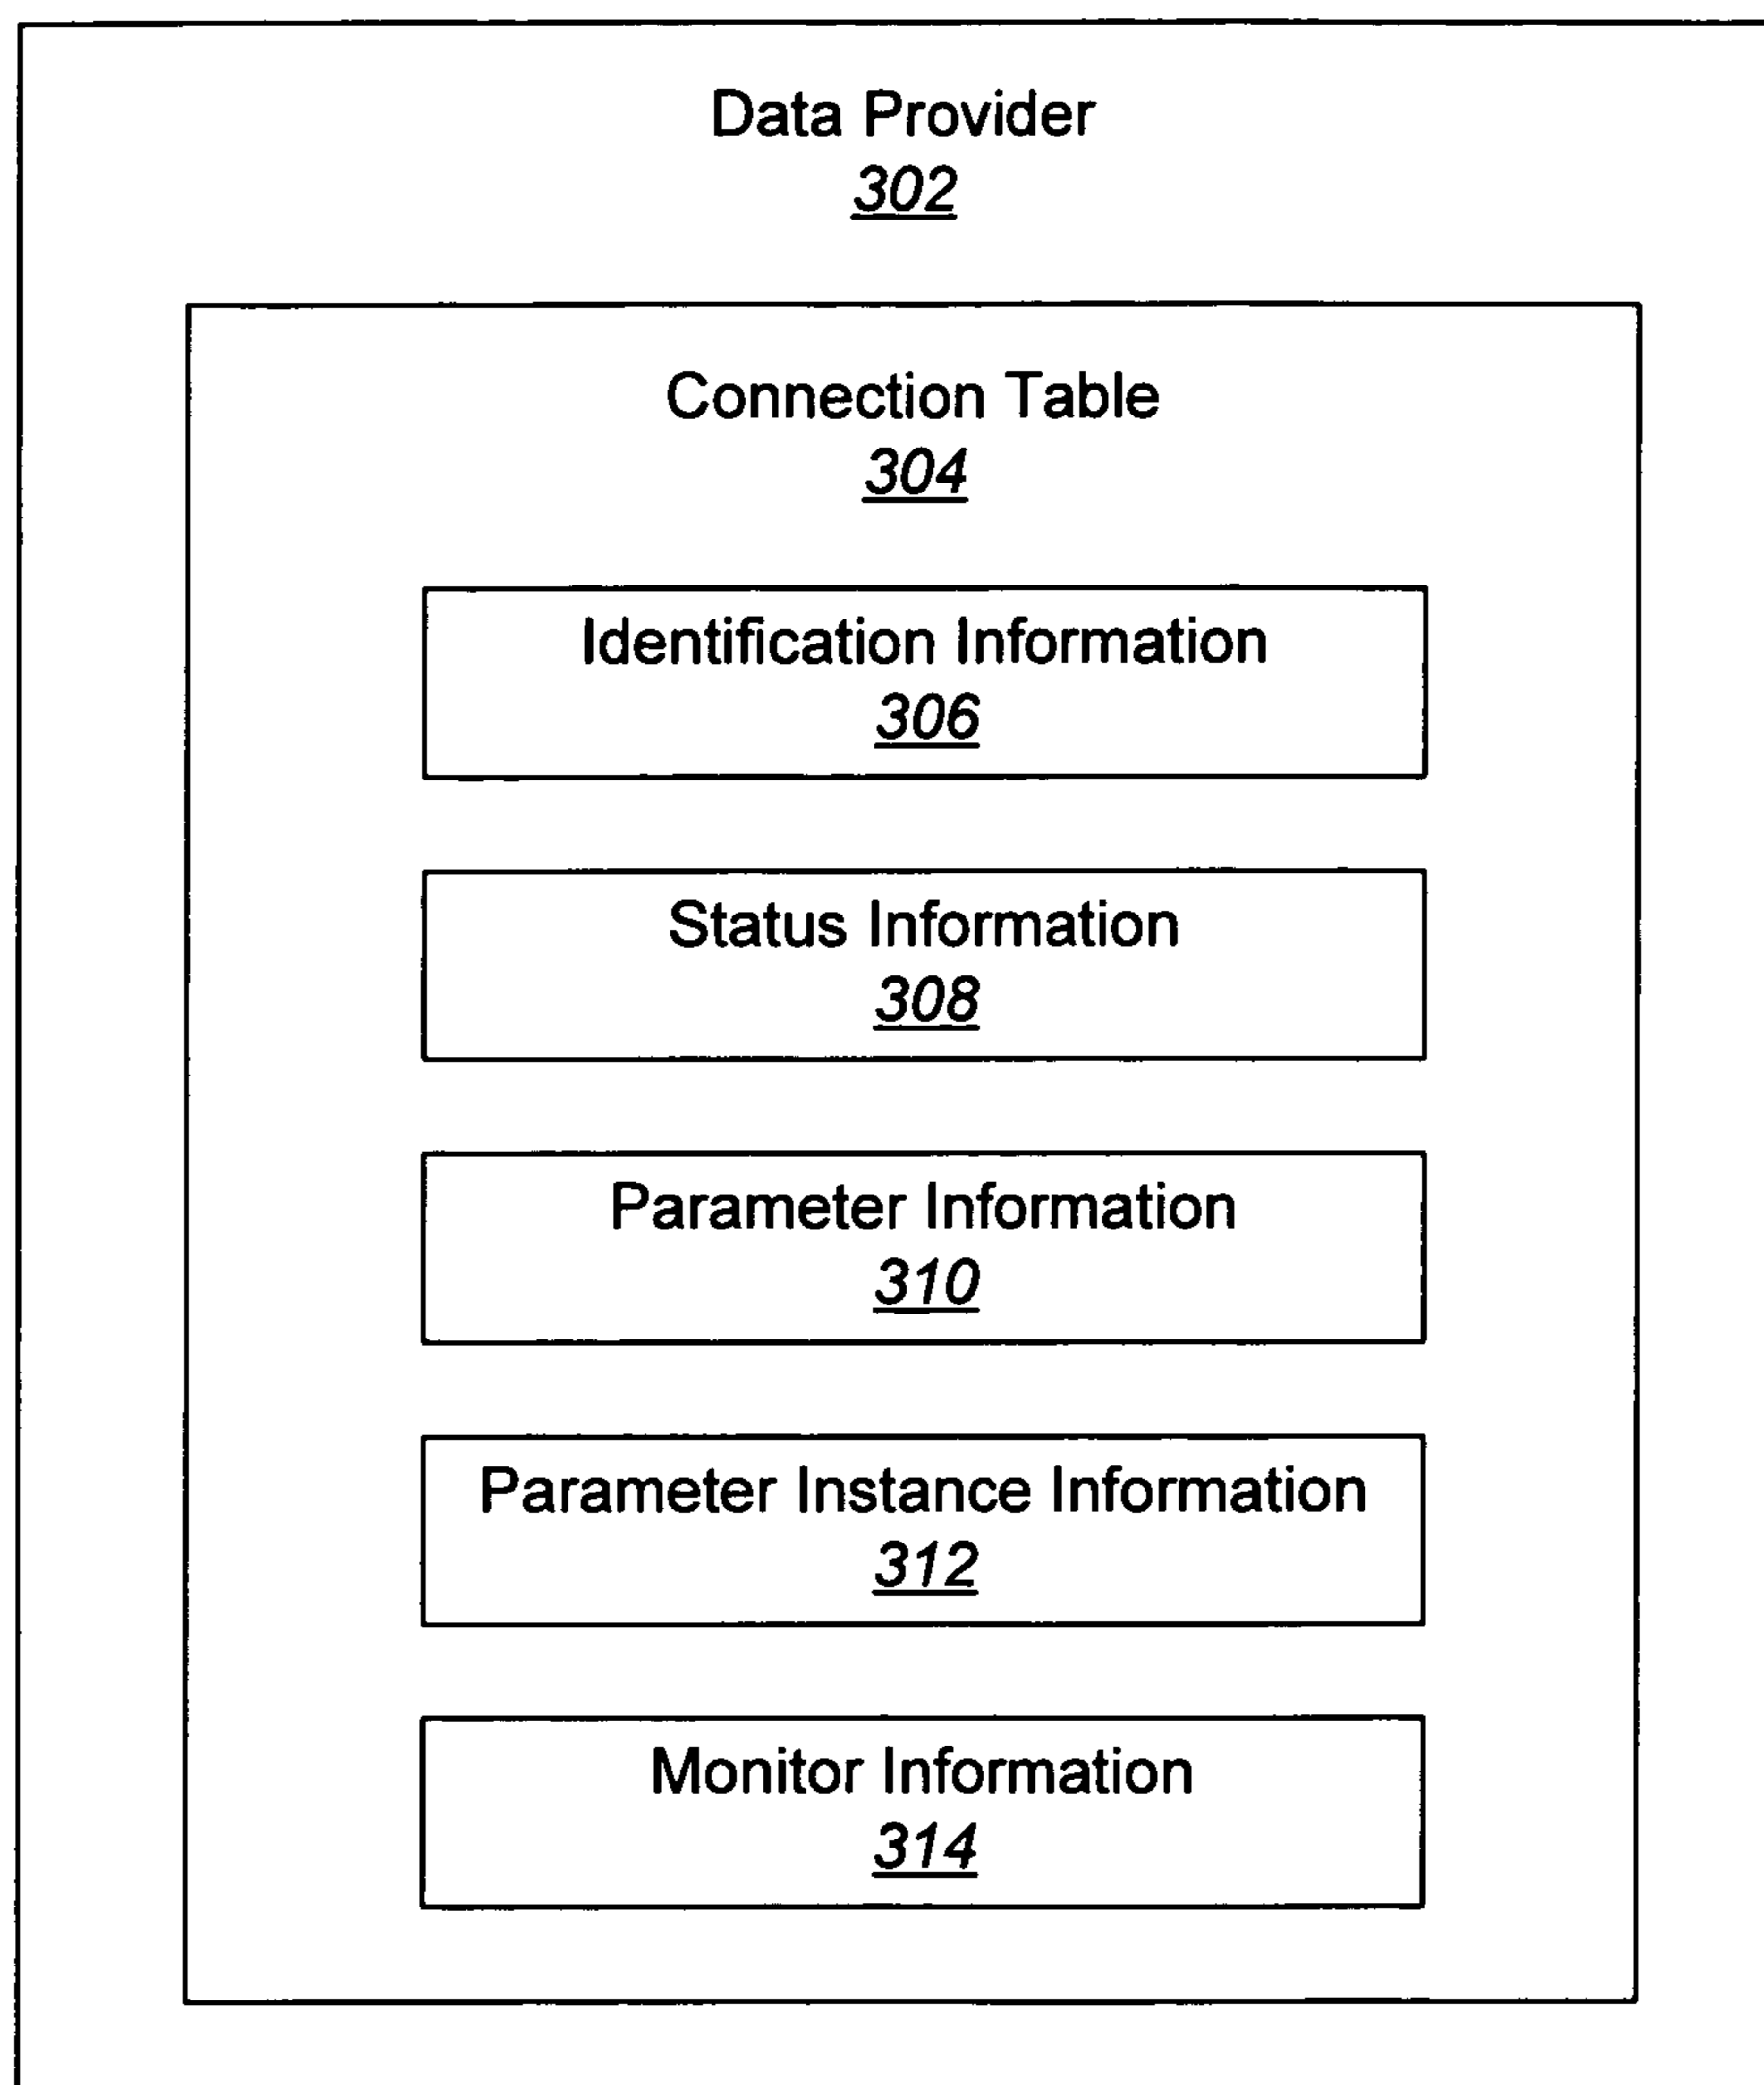 Data Provider
302
Connection Table
304
Identification Information
306
Status Information
308
Parameter Information
310
Parameter Instance Information
312
Monitor Information
314